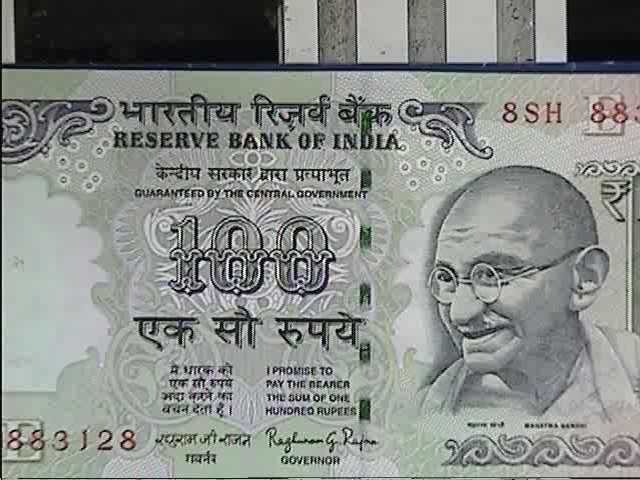 भारतीय रिज़र्व बैंक
RESERVE BANK OF INDIA
8SH 883
केन्द्रीय सरकार द्वारा प्रत्याभूत
GUARANTEED BY THE CENTRAL GOVERNMENT
₹
100
एक सौ रुपये
मैं धारक को
एक सौ रुपये
अदा करने का
वचन देता हूँ।
I PROMISE TO
PAY THE BEARER
THE SUM OF ONE
HUNDRED RUPEES
883128
रघुराम जी राजन
गवर्नर
Raghuram G. Rajan
GOVERNOR
महात्मा गांधी
MAHATMA GANDHI